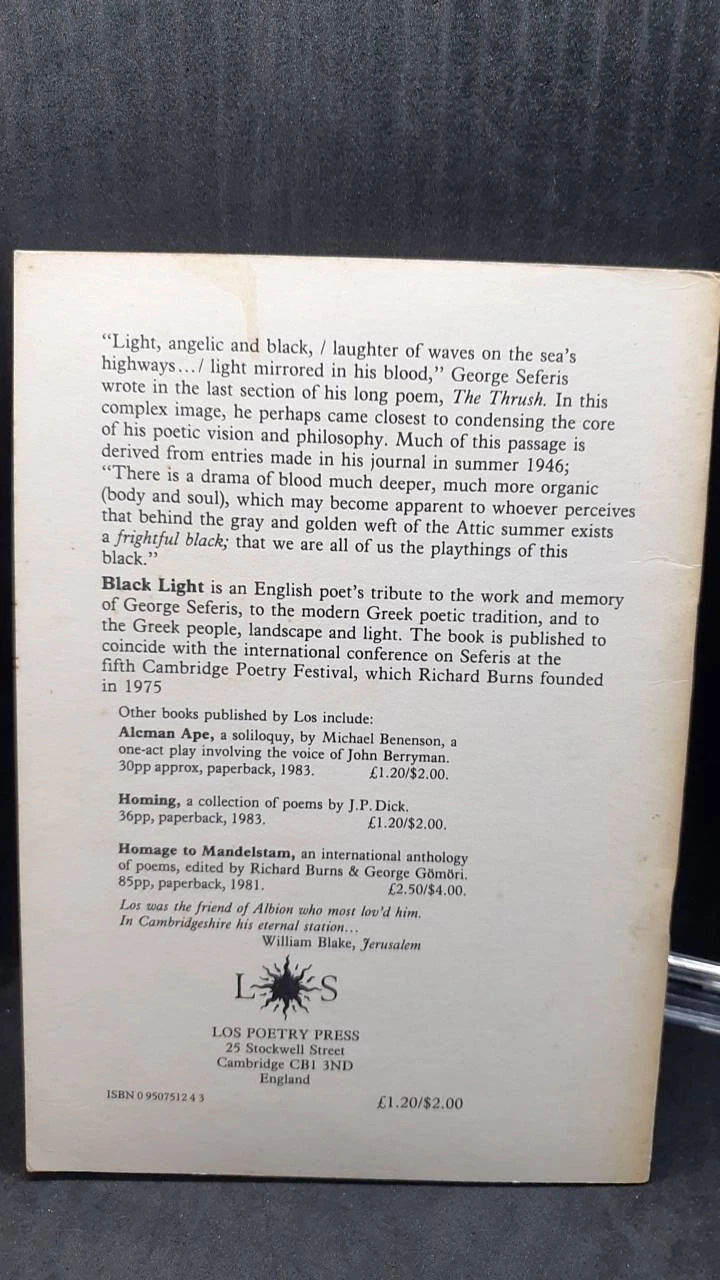 “Light, angelic and black, / laughter of waves on the sea’s
highways.../ light mirrored in his blood,” George Seferis
wrote in the last section of his long poem, The Thrush. In this
complex image, he perhaps came closest to condensing the core
of his poetic vision and philosophy. Much of this passage is
derived from entries made in his journal in summer 1946;
“There is a drama of blood much deeper, much more organic
(body and soul), which may become apparent to whoever perceives
that behind the gray and golden weft of the Attic summer exists
a frightful black; that we are all of us the playthings of this
black.”
Black Light is an English poet’s tribute to the work and memory
of George Seferis, to the modern Greek poetic tradition, and to
the Greek people, landscape and light. The book is published to
coincide with the international conference on Seferis at the
fifth Cambridge Poetry Festival, which Richard Burns founded
in 1975
Other books published by Los include:
Alcman Ape, a soliloquy, by Michael Benenson, a
one-act play involving the voice of John Berryman.
30pp approx, paperback, 1983. £1.20/$2.00.
Homing, a collection of poems by J.P. Dick.
36pp, paperback, 1983. £1.20/$2.00.
Homage to Mandelstam, an international anthology
of poems, edited by Richard Burns & George Gömöri.
85pp, paperback, 1981. £2.50/$4.00.
Los was the friend of Albion who most lov’d him.
In Cambridgeshire his eternal station...
William Blake, Jerusalem
L S
LOS POETRY PRESS
25 Stockwell Street
Cambridge CB1 3ND
England
ISBN 0 9507512 4 3 £1.20/$2.00